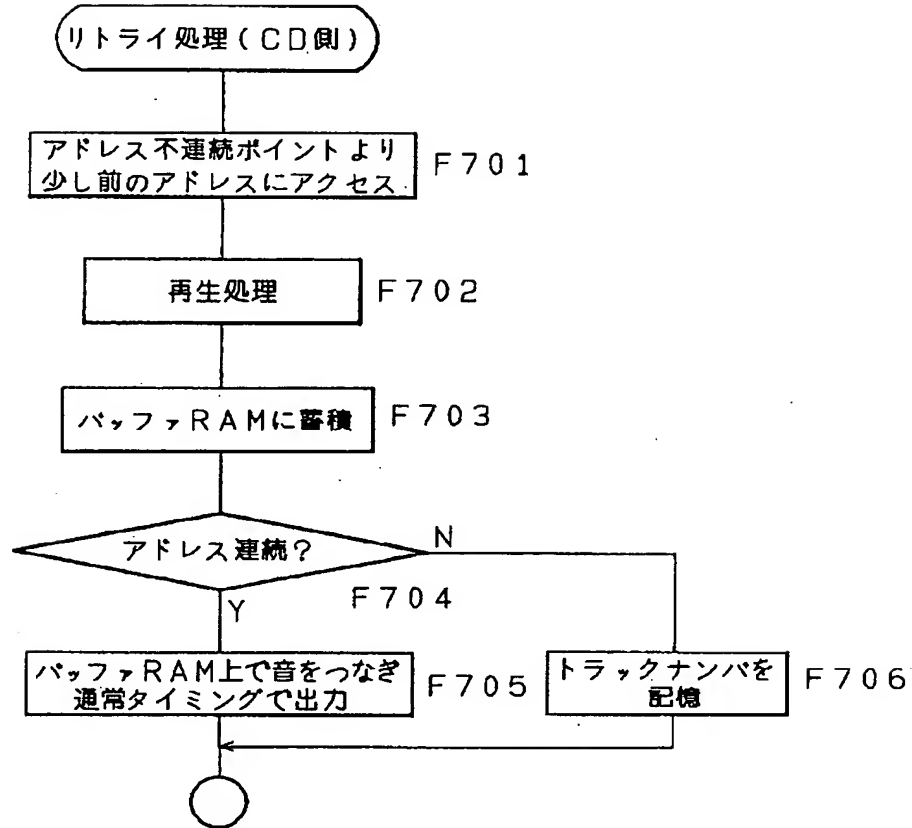 リトライ処理(CD側)
アドレス不連続ポイントより
少し前のアドレスにアクセス
F701
再生処理
F702
バッファRAMに蓄積
F703
アドレス連続?
N
F704
Y
バッファRAM上で音をつなぎ
通常タイミングで出力
F705
トラックナンバを
記憶
F706